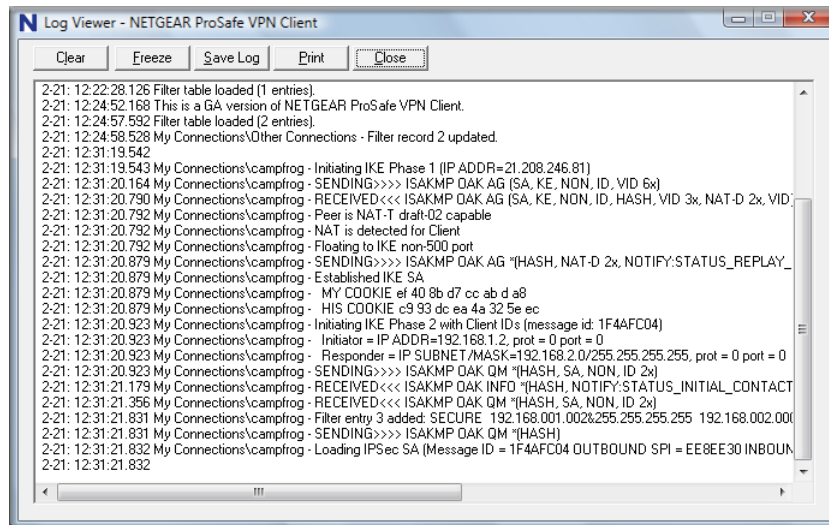 Log Viewer - NETGEAR ProSafe VPN Client
Clear Freeze Save Log Print Close
2-21: 12:22:28.126 Filter table loaded (1 entries).
2-21: 12:24:52.168 This is a GA version of NETGEAR ProSafe VPN Client.
2-21: 12:24:57.592 Filter table loaded (2 entries).
2-21: 12:24:58.528 My Connections\Other Connections - Filter record 2 updated.
2-21: 12:31:19.542
2-21: 12:31:19.543 My Connections\campfrog - Initiating IKE Phase 1 (IP ADDR=21.208.246.81)
2-21: 12:31:20.164 My Connections\campfrog - SENDING>>>> ISAKMP OAK AG (SA, KE, NON, ID, VID 6x)
2-21: 12:31:20.790 My Connections\campfrog - RECEIVED<<< ISAKMP OAK AG (SA, KE, NON, ID, HASH, VID 3x, NAT-D 2x, VID)
2-21: 12:31:20.792 My Connections\campfrog - Peer is NAT-T draft-02 capable
2-21: 12:31:20.792 My Connections\campfrog - NAT is detected for Client
2-21: 12:31:20.792 My Connections\campfrog - Floating to IKE non-500 port
2-21: 12:31:20.879 My Connections\campfrog - SENDING>>>> ISAKMP OAK AG *(HASH, NAT-D 2x, NOTIFY:STATUS_REPLAY_
2-21: 12:31:20.879 My Connections\campfrog - Established IKE SA
2-21: 12:31:20.879 My Connections\campfrog - MY COOKIE ef 40 8b d7 cc ab d a8
2-21: 12:31:20.879 My Connections\campfrog - HIS COOKIE c9 93 dc ea 4a 32 5e ec
2-21: 12:31:20.923 My Connections\campfrog - Initiating IKE Phase 2 with Client IDs (message id: 1F4AFC04)
2-21: 12:31:20.923 My Connections\campfrog - Initiator = IP ADDR=192.168.1.2, prot = 0 port = 0
2-21: 12:31:20.923 My Connections\campfrog - Responder = IP SUBNET/MASK=192.168.2.0/255.255.255.255, prot = 0 port = 0
2-21: 12:31:20.923 My Connections\campfrog - SENDING>>>> ISAKMP OAK QM *(HASH, SA, NON, ID 2x)
2-21: 12:31:21.179 My Connections\campfrog - RECEIVED<<< ISAKMP OAK INFO *(HASH, NOTIFY:STATUS_INITIAL_CONTACT
2-21: 12:31:21.356 My Connections\campfrog - RECEIVED<<< ISAKMP OAK QM *(HASH, SA, NON, ID 2x)
2-21: 12:31:21.831 My Connections\campfrog - Filter entry 3 added: SECURE 192.168.001.002&255.255.255.255 192.168.002.000
2-21: 12:31:21.831 My Connections\campfrog - SENDING>>>> ISAKMP OAK QM *(HASH)
2-21: 12:31:21.832 My Connections\campfrog - Loading IPSec SA (Message ID = 1F4AFC04 OUTBOUND SPI = EE8EE30 INBOUN
2-21: 12:31:21.832